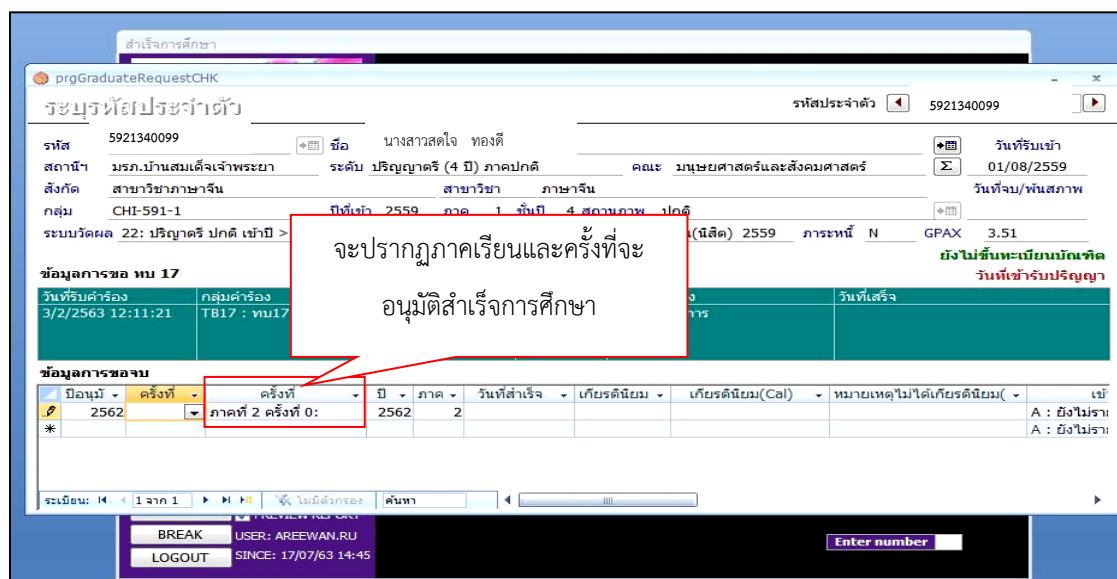 สำเร็จการศึกษา
prgGraduateRequestCHK
ระบุรหัสประจำตัว
รหัสประจำตัว 5921340099
รหัส 5921340099 ชื่อ นางสาวสดใจ ทองดี วันที่รับเข้า
สถานีฯ มรภ.บ้านสมเด็จเจ้าพระยา ระดับ ปริญญาตรี (4 ปี) ภาคปกติ คณะ มนุษยศาสตร์และสังคมศาสตร์ Σ 01/08/2559
สังกัด สาขาวิชาภาษาจีน สาขาวิชา ภาษาจีน วันที่จบ/พ้นสภาพ
กลุ่ม CHI-591-1 ปีที่เข้า 2559 ภาค 1 ชั้นปี 4 สถานภาพ ปกติ
ระบบวัดผล 22: ปริญญาตรี ปกติ เข้าปี > (นิสิต) 2559 ภาระหนี้ N GPAX 3.51
จะปรากฏภาคเรียนและครั้งที่จะ
อนุมัติสำเร็จการศึกษา
ยังไม่ขึ้นทะเบียนบัณฑิต
ข้อมูลการขอ ทบ 17 วันที่เข้ารับปริญญา
วันที่รับคำร้อง กลุ่มคำร้อง วันที่เสร็จ
3/2/2563 12:11:21 TB17 : ทบ17 การ
ข้อมูลการขอจบ
ปีอนุมั ครั้งที่ ครั้งที่ ปี ภาค วันที่สำเร็จ เกียรตินิยม เกียรตินิยม(Cal) หมายเหตุไม่ได้เกียรตินิยม( เข้
2562 ภาคที่ 2 ครั้งที่ 0: 2562 2 A : ยังไม่รา
* A : ยังไม่รา
ระเบียน: 1 จาก 1 ไม่มีตัวกรอง ค้นหา
PREVIEW REPORT
BREAK USER: AREEWAN.RU Enter number
LOGOUT SINCE: 17/07/63 14:45